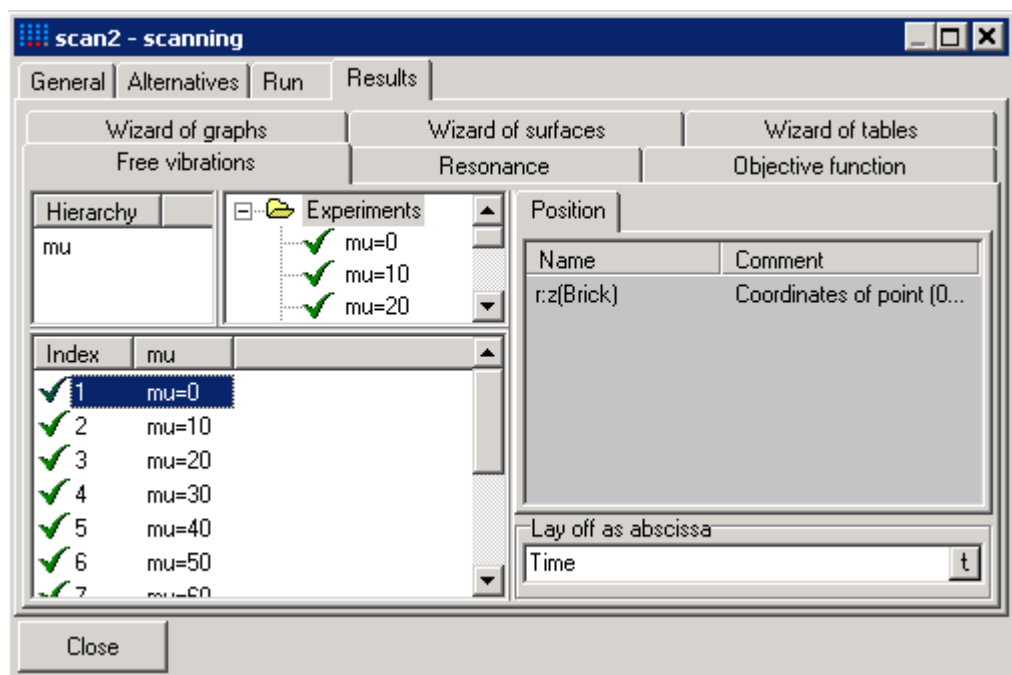 scan2 - scanning
General Alternatives Run Results
Wizard of graphs Wizard of surfaces Wizard of tables
Free vibrations Resonance Objective function
Hierarchy
mu
Experiments
mu=0
mu=10
mu=20
Index mu
1 mu=0
2 mu=10
3 mu=20
4 mu=30
5 mu=40
6 mu=50
7 mu=60
Position
Name Comment
r:z(Brick) Coordinates of point (0...
Lay off as abscissa
Time t
Close